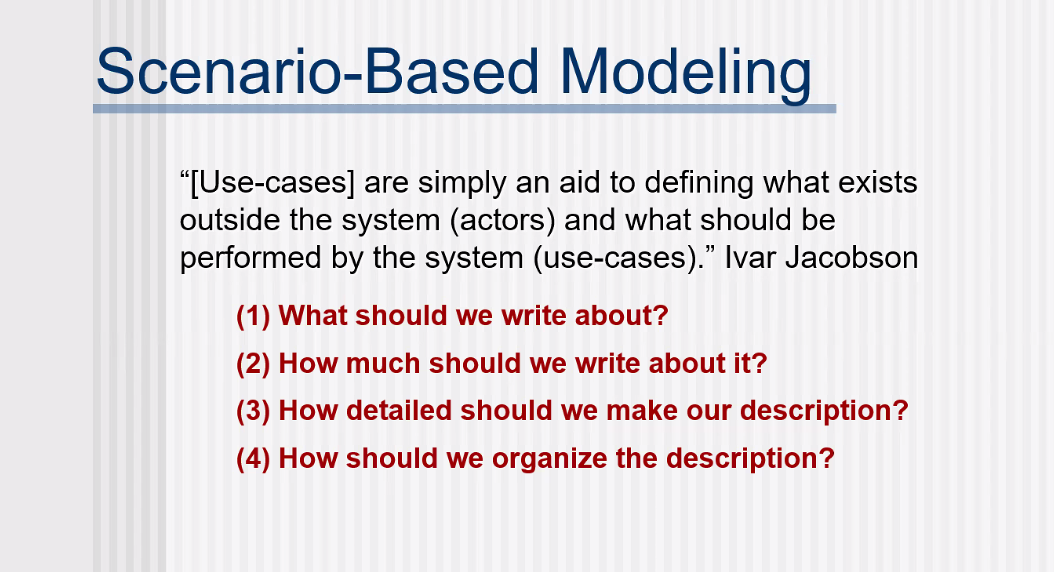 Scenario-Based Modeling
“[Use-cases] are simply an aid to defining what exists
outside the system (actors) and what should be
performed by the system (use-cases).” Ivar Jacobson
(1) What should we write about?
(2) How much should we write about it?
(3) How detailed should we make our description?
(4) How should we organize the description?